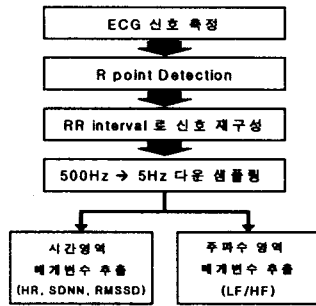 ECG 신호 측정
R point Detection
RR interval 로 신호 재구성
500Hz → 5Hz 다운 샘플링
시간영역
매개변수 추출
(HR, SDNN, RMSSD)
주파수 영역
매개변수 추출
(LF/HF)